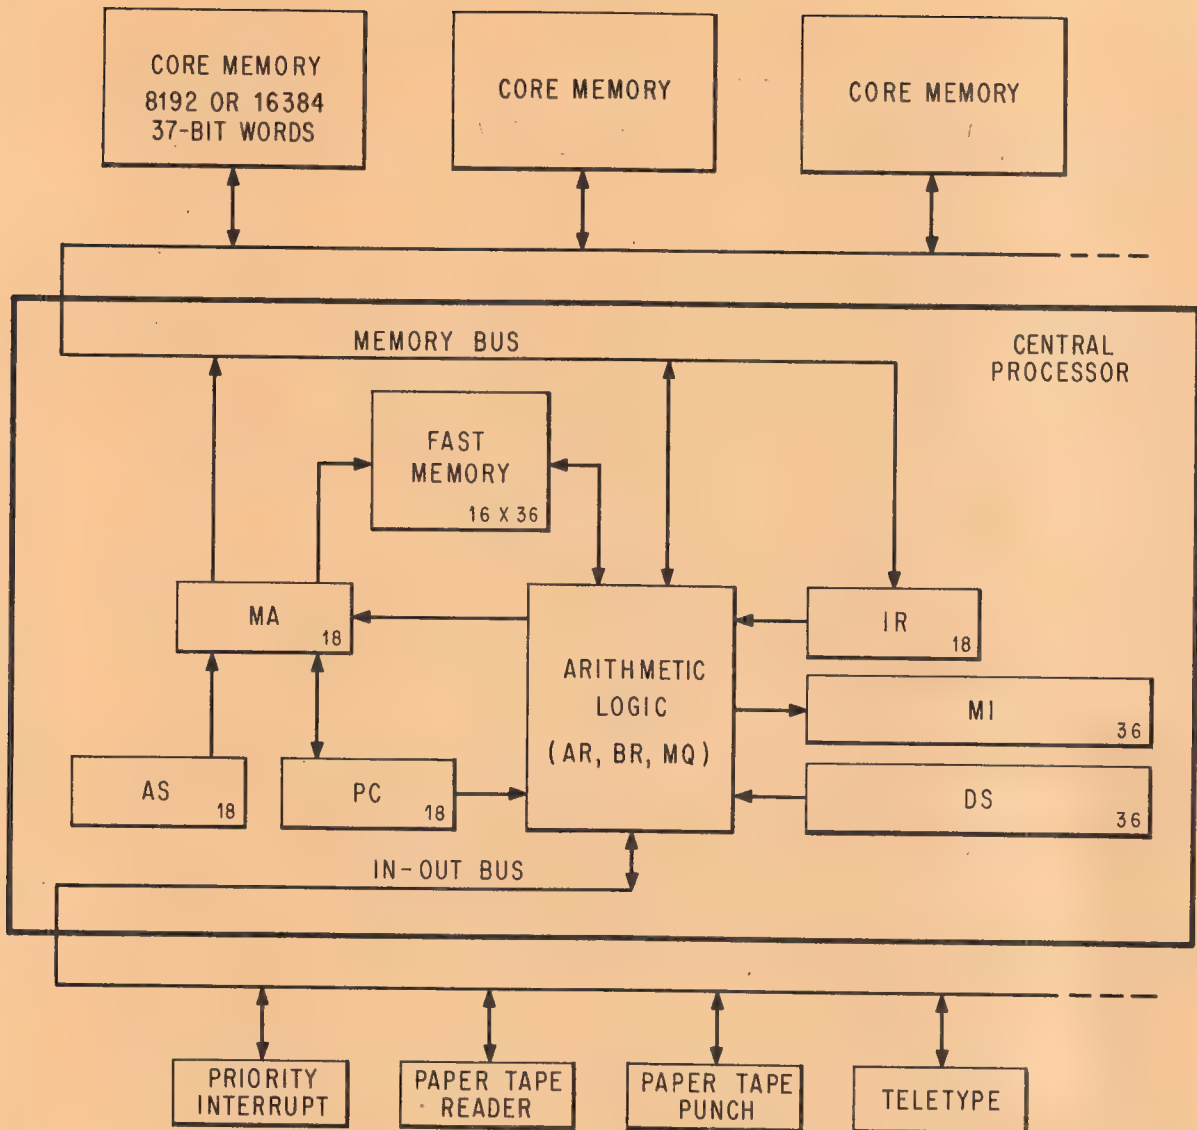 CORE MEMORY
8192 OR 16384
37-BIT WORDS
CORE MEMORY
CORE MEMORY
MEMORY BUS
CENTRAL
PROCESSOR
FAST
MEMORY
16 X 36
MA
18
IR
18
ARITHMETIC
LOGIC
(AR, BR, MQ)
MI
36
AS
18
PC
18
DS
36
IN-OUT BUS
PRIORITY
INTERRUPT
PAPER TAPE
READER
PAPER TAPE
PUNCH
TELETYPE